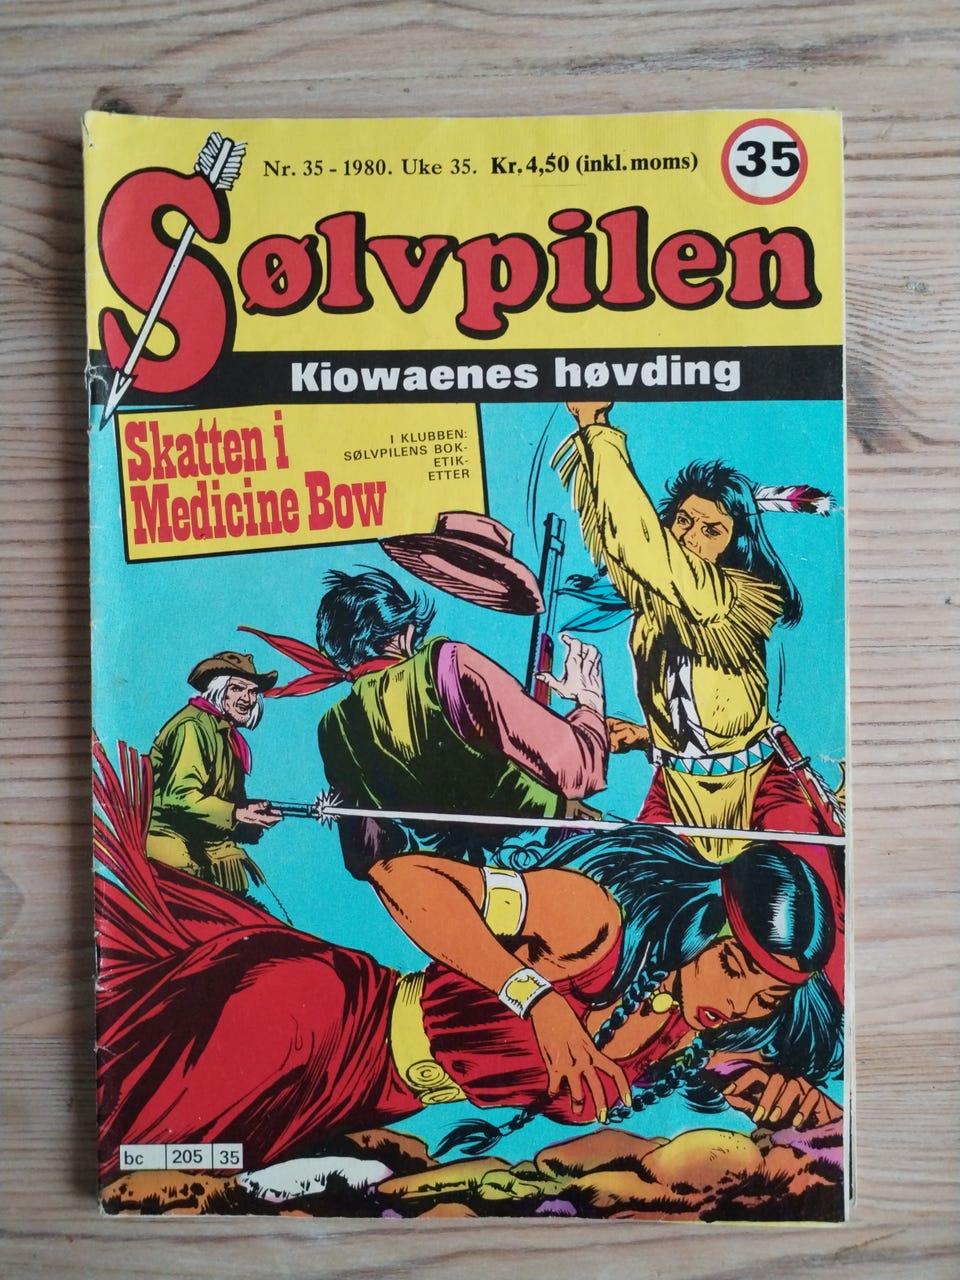 Nr. 35 - 1980. Uke 35. Kr. 4,50 (inkl. moms)
35
Sølvpilen
Kiowaenes høvding
Skatten i
Medicine Bow
I KLUBBEN:
SØLVPILENS BOK-
ETIK-
ETTER
bc 205 35